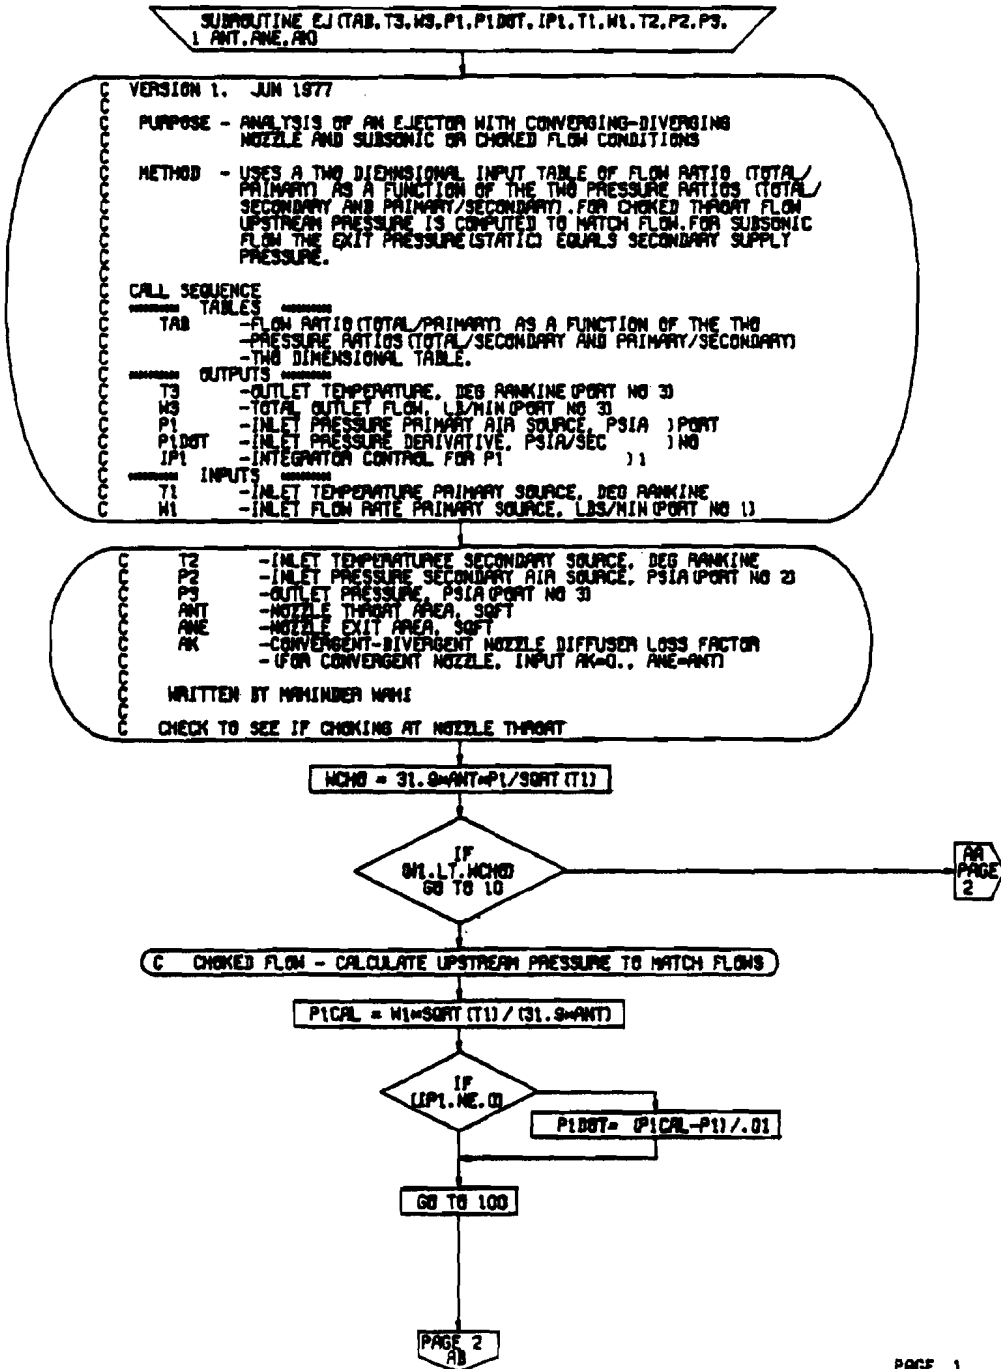 SUBROUTINE EJ(TAB,T3,W3,P1,P1DOT,IP1,T1,W1,T2,P2,P3,
1 ANT,ANE,AK)
C VERSION 1. JUN 1977
C
C PURPOSE - ANALYSIS OF AN EJECTOR WITH CONVERGING-DIVERGING
C NOZZLE AND SUBSONIC OR CHOKED FLOW CONDITIONS
C
C METHOD - USES A TWO DIEMNSIONAL INPUT TABLE OF FLOW RATIO (TOTAL/
C PRIMARY) AS A FUNCTION OF THE TWO PRESSURE RATIOS (TOTAL/
C SECONDARY AND PRIMARY/SECONDARY).FOR CHOKED THROAT FLOW
C UPSTREAM PRESSURE IS COMPUTED TO MATCH FLOW.FOR SUBSONIC
C FLOW THE EXIT PRESSURE(STATIC) EQUALS SECONDARY SUPPLY
C PRESSURE.
C
C CALL SEQUENCE
C ******** TABLES ********
C TAB -FLOW RATIO(TOTAL/PRIMARY) AS A FUNCTION OF THE TWO
C -PRESSURE RATIOS(TOTAL/SECONDARY AND PRIMARY/SECONDARY)
C -TWO DIMENSIONAL TABLE.
C ******** OUTPUTS ********
C T3 -OUTLET TEMPERATURE, DEG RANKINE(PORT NO 3)
C W3 -TOTAL OUTLET FLOW, LB/MIN(PORT NO 3)
C P1 -INLET PRESSURE PRIMARY AIR SOURCE, PSIA )PORT
C P1DOT -INLET PRESSURE DERIVATIVE, PSIA/SEC )NO
C IP1 -INTEGRATOR CONTROL FOR P1 )1
C ******** INPUTS ********
C T1 -INLET TEMPERATURE PRIMARY SOURCE, DEG RANKINE
C W1 -INLET FLOW RATE PRIMARY SOURCE, LBS/MIN(PORT NO 1)
C T2 -INLET TEMPERATUREE SECONDARY SOURCE, DEG RANKINE
C P2 -INLET PRESSURE SECONDARY AIR SOURCE, PSIA(PORT NO 2)
C P3 -OUTLET PRESSURE, PSIA(PORT NO 3)
C ANT -NOZZLE THROAT AREA, SQFT
C ANE -NOZZLE EXIT AREA, SQFT
C AK -CONVERGENT-DIVERGENT NOZZLE DIFFUSER LOSS FACTOR
C -(FOR CONVERGENT NOZZLE, INPUT AK=0., ANE=ANT)
C
C
C WRITTEN BY MAHINDER WAHI
C
C CHECK TO SEE IF CHOKING AT NOZZLE THROAT
WCHO = 31.9*ANT*P1/SQRT(T1)
IF
(W1.LT.WCHO)
GO TO 10
AA
PAGE
2
C CHOKED FLOW - CALCULATE UPSTREAM PRESSURE TO MATCH FLOWS
P1CAL = W1*SQRT(T1)/(31.9*ANT)
IF
(IP1.NE.0)
P1DOT= (P1CAL-P1)/.01
GO TO 100
PAGE 2
AB
PAGE 1